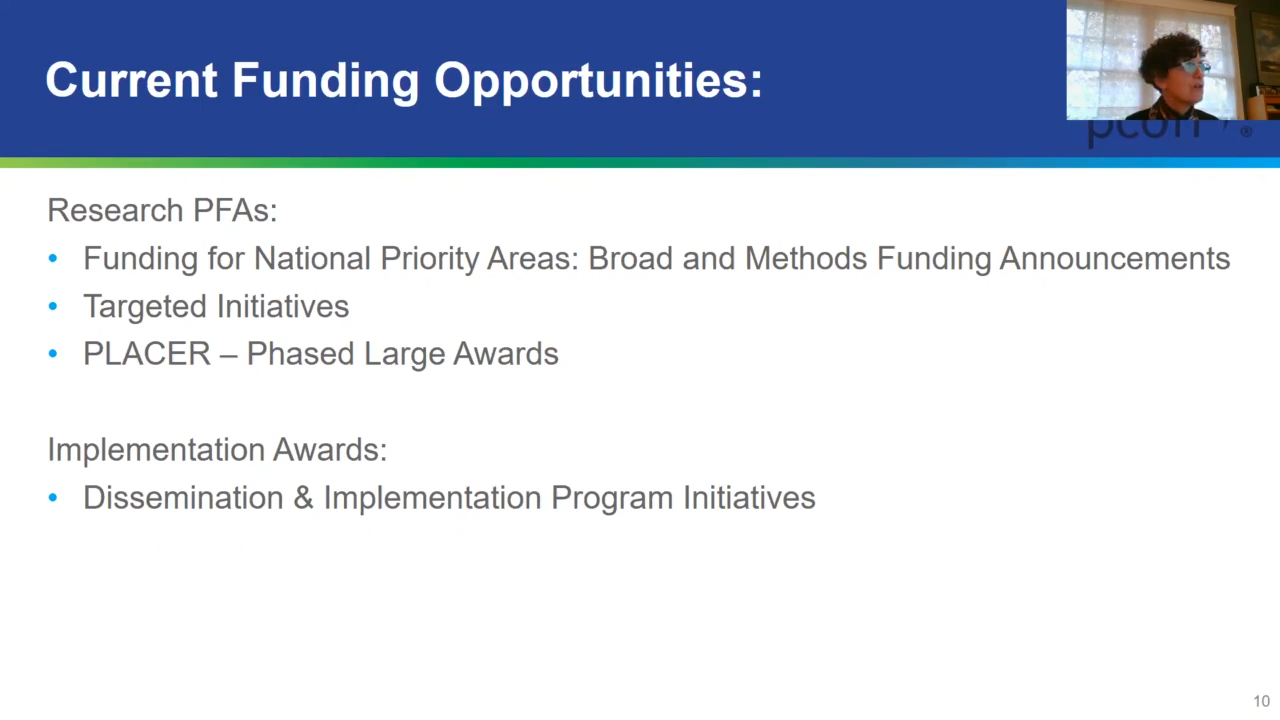 Current Funding Opportunities:
pcori
®
Research PFAs:
• Funding for National Priority Areas: Broad and Methods Funding Announcements
• Targeted Initiatives
• PLACER – Phased Large Awards
Implementation Awards:
• Dissemination & Implementation Program Initiatives
10